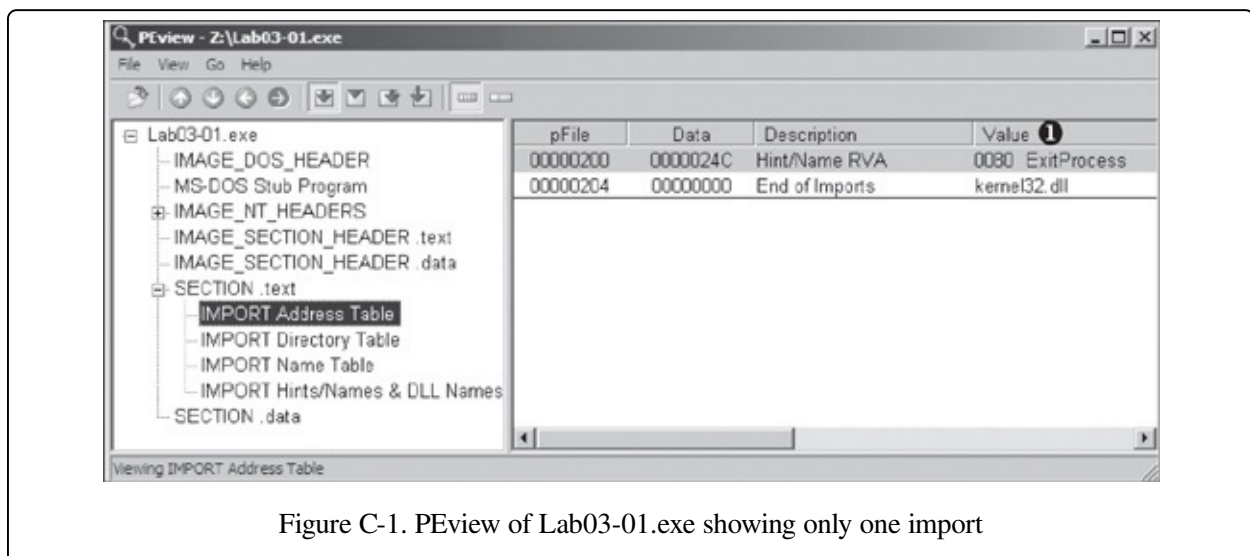 PEview - Z:\Lab03-01.exe
File View Go Help
Lab03-01.exe
IMAGE_DOS_HEADER
MS-DOS Stub Program
IMAGE_NT_HEADERS
IMAGE_SECTION_HEADER .text
IMAGE_SECTION_HEADER .data
SECTION .text
IMPORT Address Table
IMPORT Directory Table
IMPORT Name Table
IMPORT Hints/Names & DLL Names
SECTION .data
pFile Data Description Value ❶
00000200 0000024C Hint/Name RVA 0080 ExitProcess
00000204 00000000 End of Imports kernel32.dll
Viewing IMPORT Address Table
Figure C-1. PEview of Lab03-01.exe showing only one import